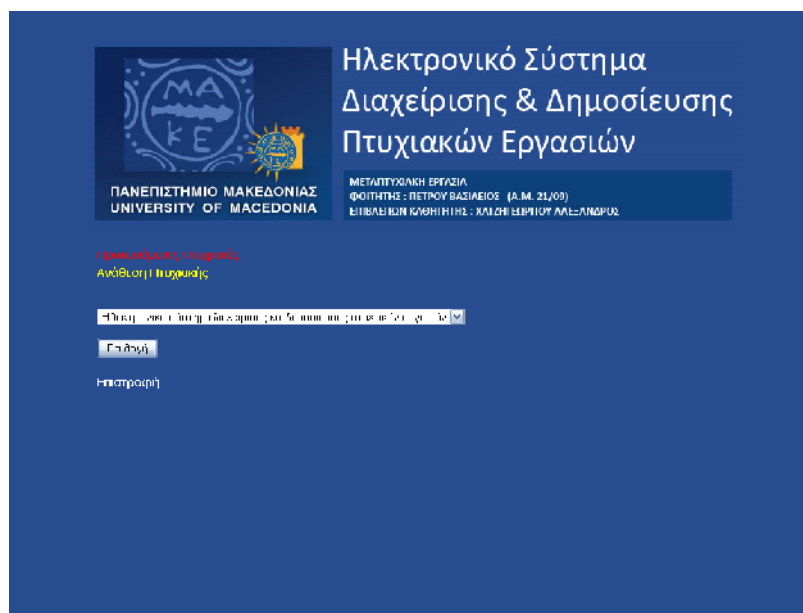 Ηλεκτρονικό Σύστημα
Διαχείρισης & Δημοσίευσης
Πτυχιακών Εργασιών
ΜΑ
ΚΕ
ΠΑΝΕΠΙΣΤΗΜΙΟ ΜΑΚΕΔΟΝΙΑΣ
UNIVERSITY OF MACEDONIA
ΜΕΤΑΠΤΥΧΙΑΚΗ ΕΡΓΑΣΙΑ
ΦΟΙΤΗΤΗΣ : ΠΕΤΡΟΥ ΒΑΣΙΛΕΙΟΣ (Α.Μ. 21/09)
ΕΠΙΒΛΕΠΩΝ ΚΑΘΗΓΗΤΗΣ : ΧΑΤΖΗΓΕΩΡΓΙΟΥ ΑΛΕΞΑΝΔΡΟΣ
Ανάθεση Πτυχιακής
Επιλογή
Επιστροφή